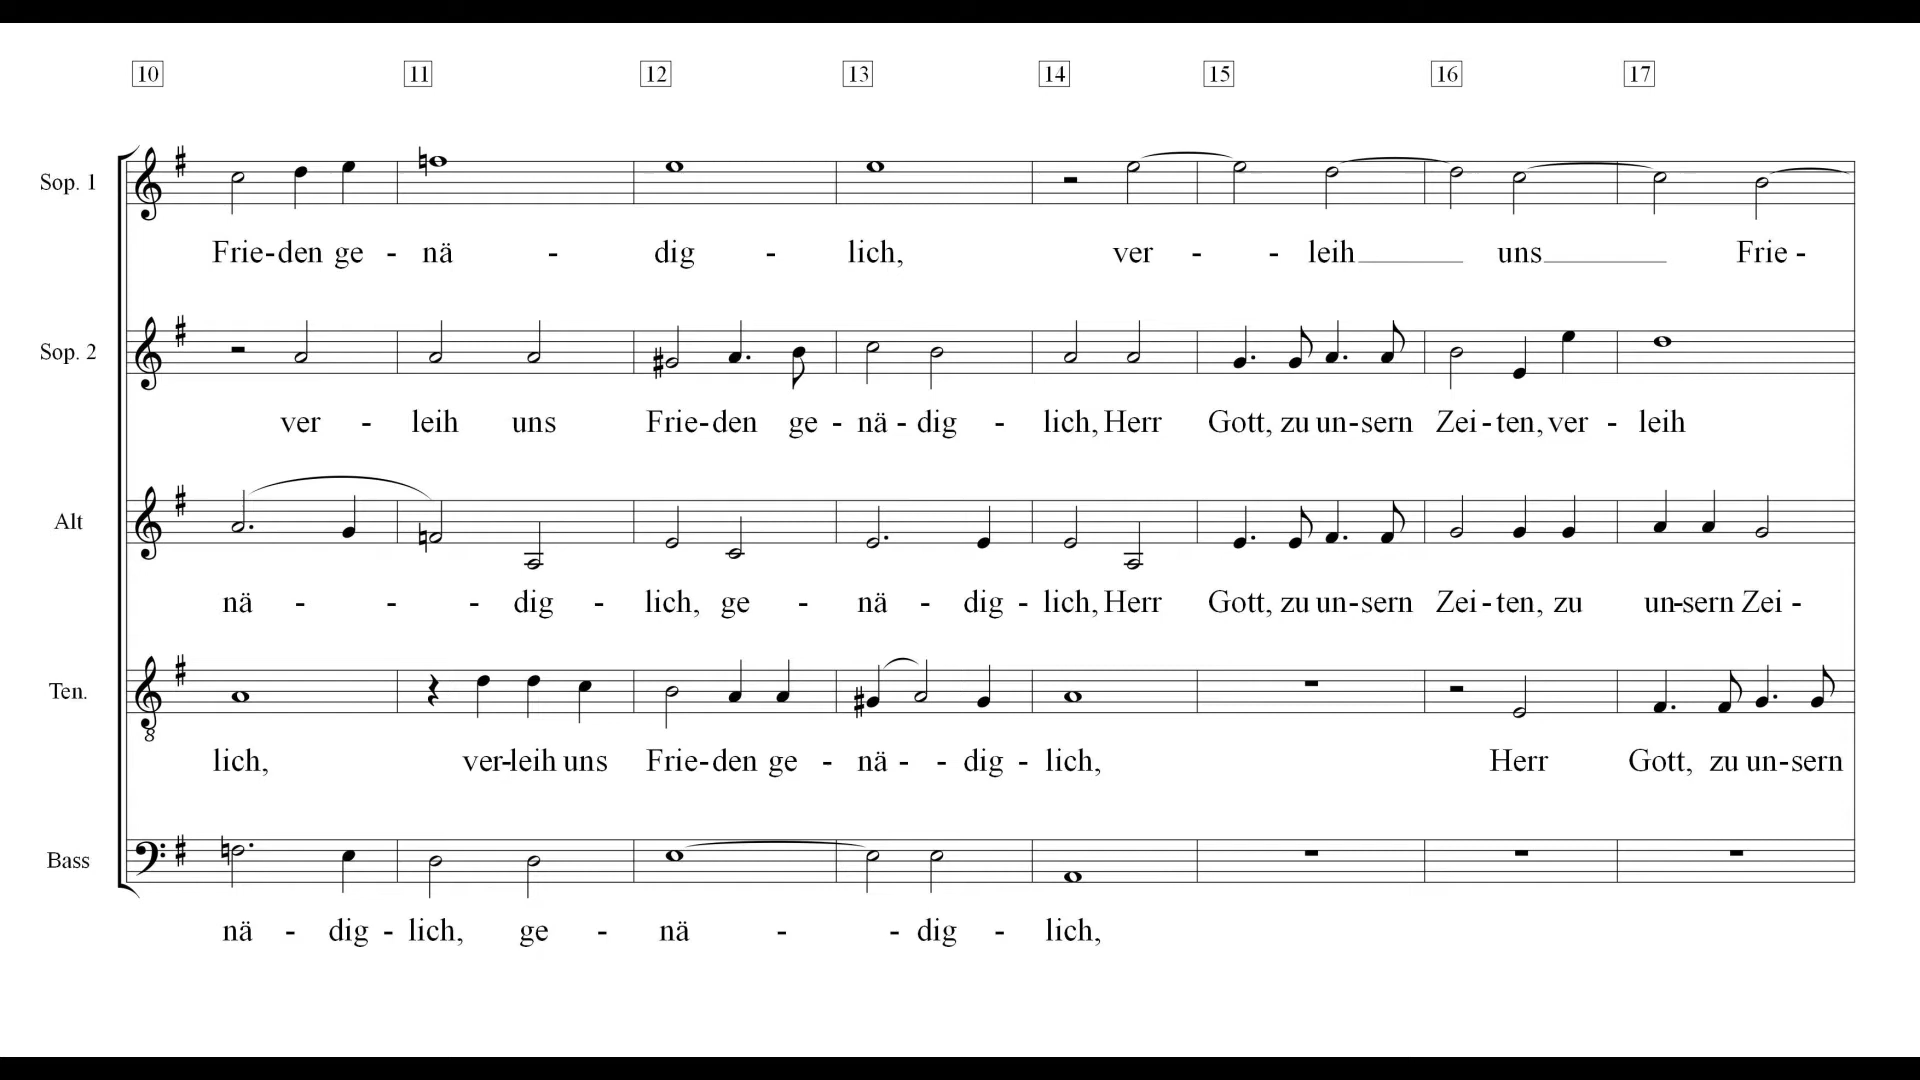 10 11 12 13 14 15 16 17
Sop. 1
Frie-den ge - nä - dig - lich, ver - - leih uns Frie -
Sop. 2
ver - leih uns Frie-den ge - nä - dig - lich, Herr Gott, zu un-sern Zei-ten, ver - leih
Alt
nä - - - dig - lich, ge - nä - dig - lich, Herr Gott, zu un-sern Zei-ten, zu un-sern Zei -
Ten.
8
lich, ver-leih uns Frie-den ge - nä - - dig - lich, Herr Gott, zu un-sern
Bass
nä - dig - lich, ge - nä - - dig - lich,